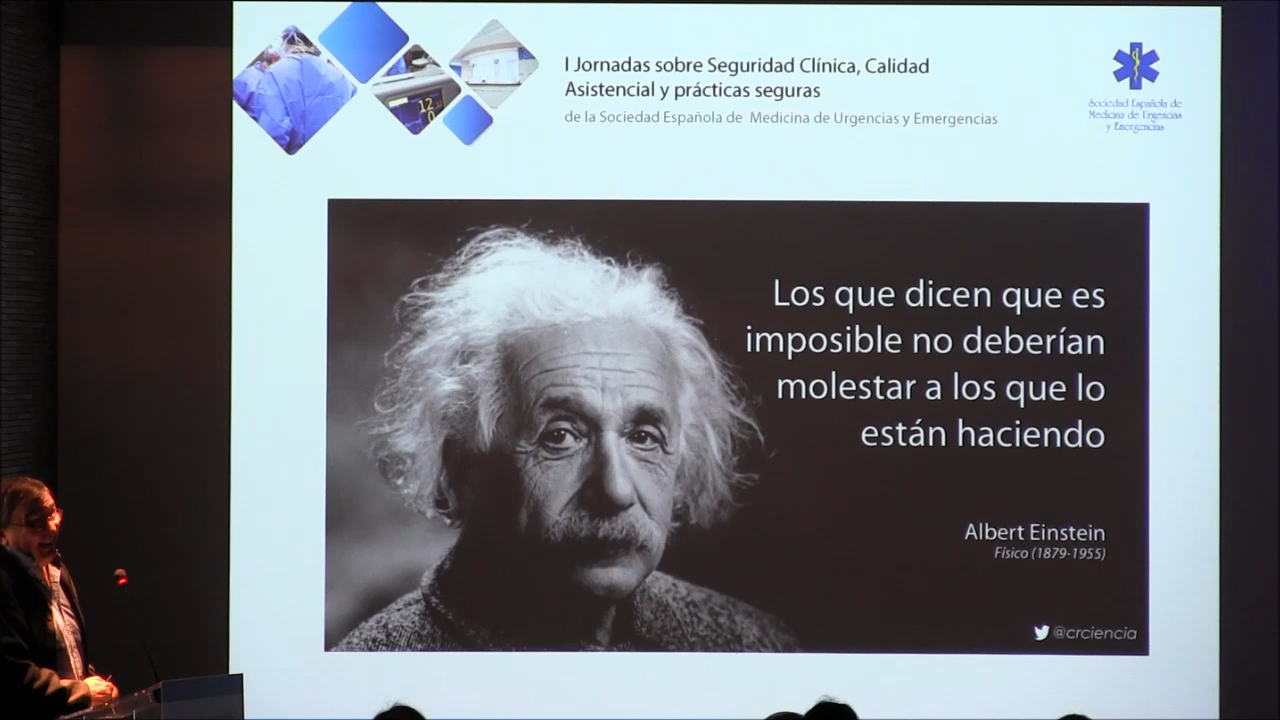 I Jornadas sobre Seguridad Clínica, Calidad
Asistencial y prácticas seguras
de la Sociedad Española de Medicina de Urgencias y Emergencias
Sociedad Española de
Medicina de Urgencias
y Emergencias
12
0
Los que dicen que es
imposible no deberían
molestar a los que lo
están haciendo
Albert Einstein
Físico (1879-1955)
@crciencia